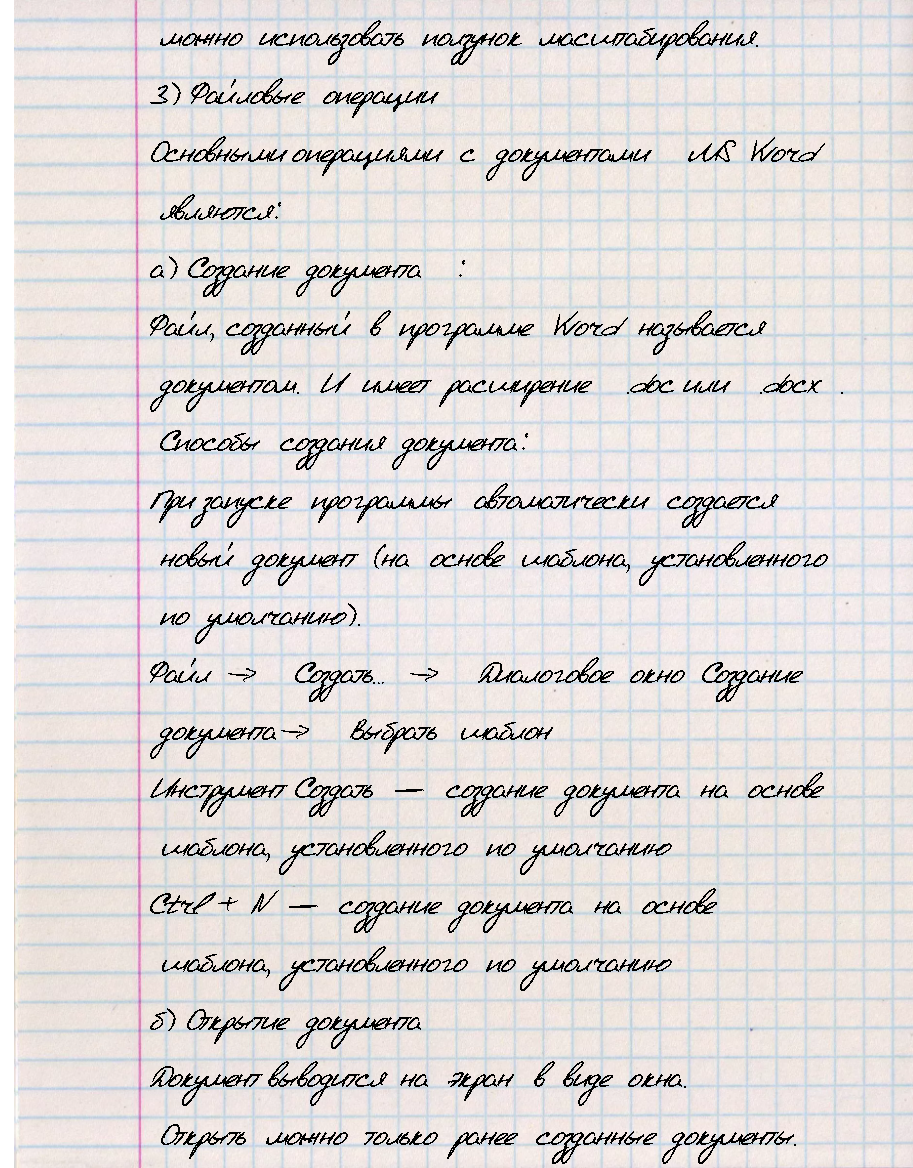 можно использовать ползунок масштабирования.
3) Файловые операции
Основными операциями с документами MS Word
являются:
а) Создание документа :
Файл, созданный в программе Word называется
документом. И имеет расширение .doc или .docx .
Способы создания документа:
При запуске программы автоматически создается
новый документ (на основе шаблона, установленного
по умолчанию).
Файл → Создать... → Диалоговое окно Создание
документа→ Выбрать шаблон
Инструмент Создать — создание документа на основе
шаблона, установленного по умолчанию
Ctrl + N — создание документа на основе
шаблона, установленного по умолчанию
б) Открытие документа
Документ выводится на экран в виде окна.
Открыть можно только ранее созданные документы.